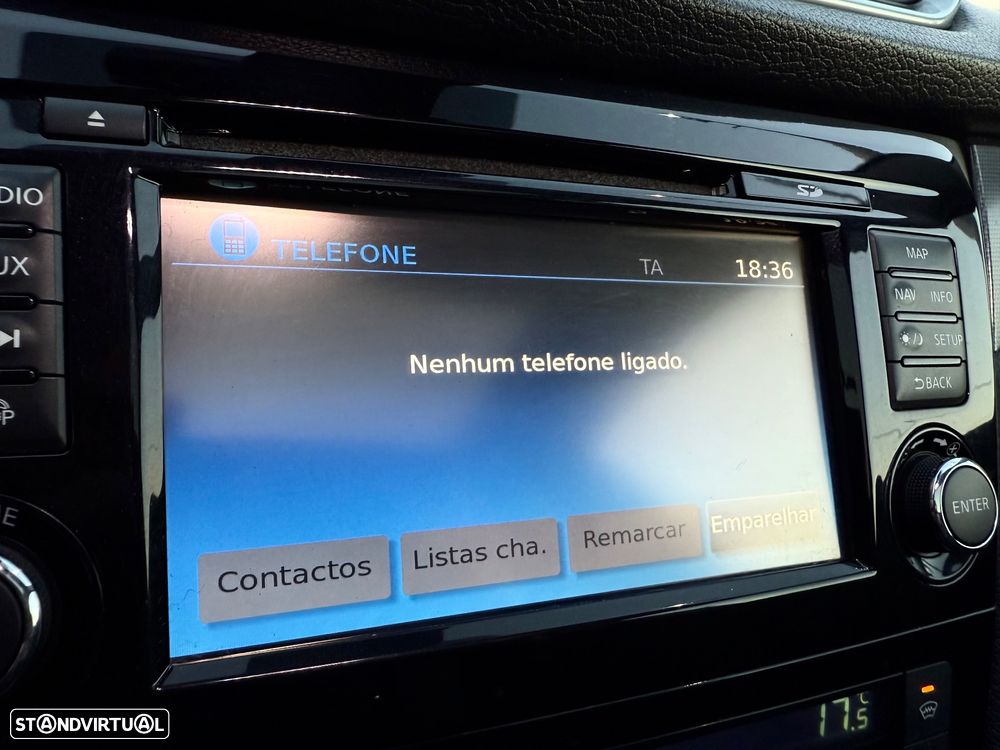 TELEFONE
TA
18:36
Nenhum telefone ligado.
Contactos
Listas cha.
Remarcar
Emparelhar
DIO
UX
P
E
SD
MAP
NAV
INFO
SETUP
BACK
ENTER
17.5
°C
STANDVIRTUAL